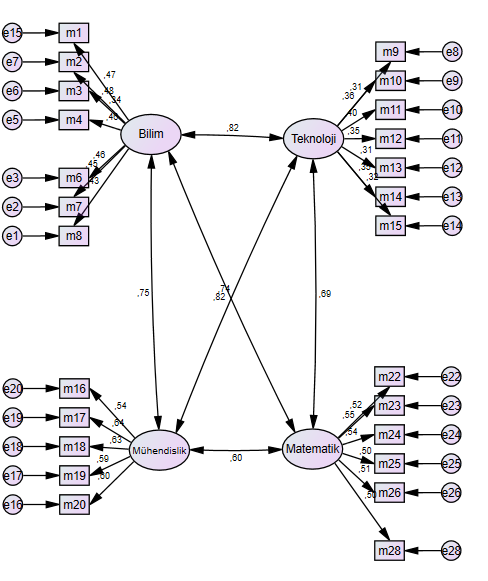 e15 m1
e7 m2
e6 m3
e5 m4
e3 m6
e2 m7
e1 m8
,47
,48
,34
,46
,45
,43
Bilim
,82
Teknoloji
m9 e8
m10 e9
m11 e10
m12 e11
m13 e12
m14 e13
m15 e14
,31
,36
,40
,35
,31
,32
,75
,74
,82
,69
e20 m16
e19 m17
e18 m18
e17 m19
e16 m20
,54
,64
,63
,59
,60
Mühendislik
,60
Matematik
m22 e22
m23 e23
m24 e24
m25 e25
m26 e26
m28 e28
,52
,55
,54
,50
,51